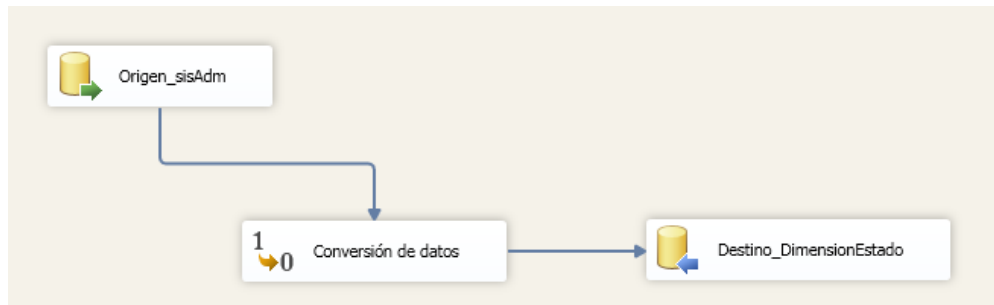 Origen_sisAdm
1
0
Conversión de datos
Destino_DimensionEstado